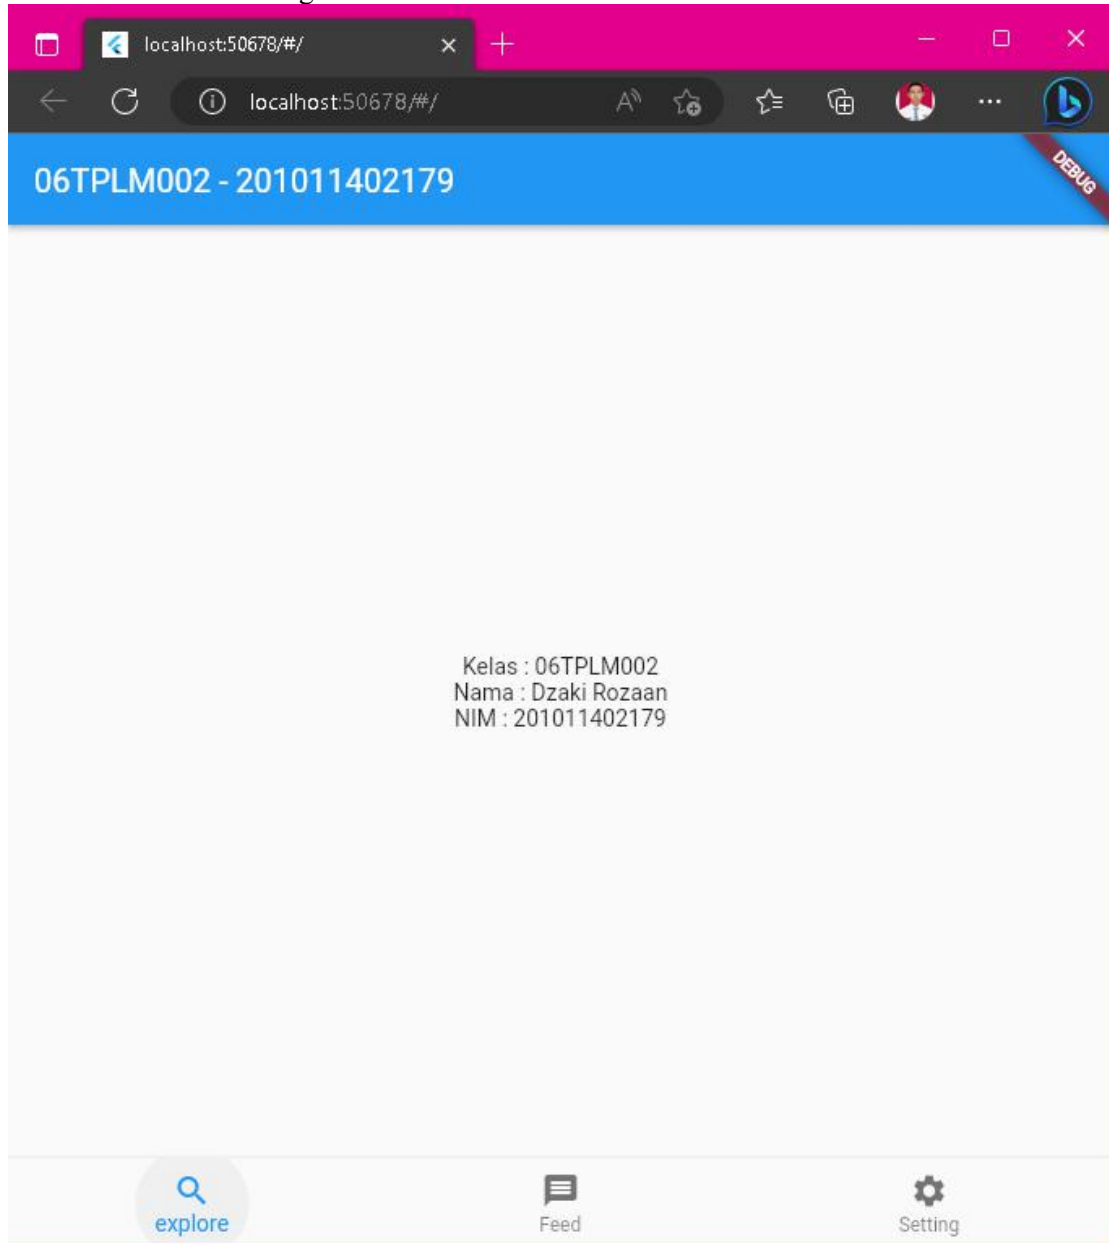 localhost:50678/#/
localhost:50678/#/
06TPLM002 - 201011402179
DEBUG
Kelas : 06TPLM002
Nama : Dzaki Rozaan
NIM : 201011402179
explore
Feed
Setting